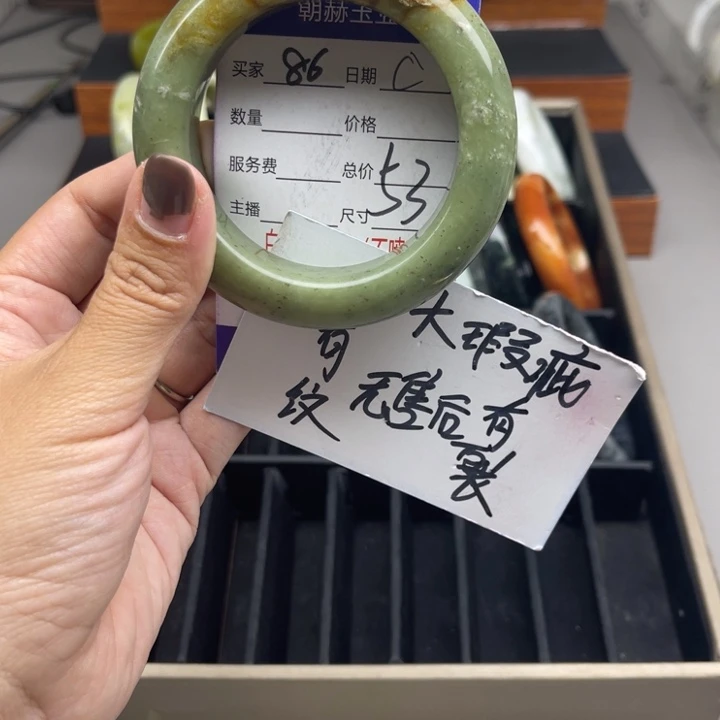 朝赫玉
买家 86 日期
数量 价格
服务费 总价
主播 尺寸 53
大瑕疵
有 无售后有
纹 裂